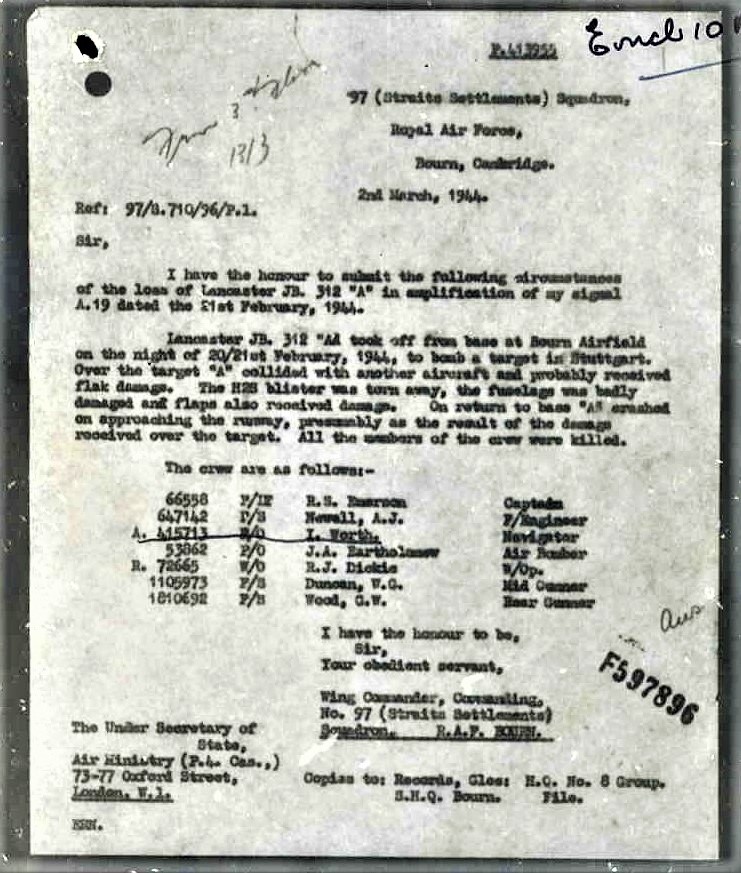 P.413955
Encl 10
13/3
97 (Straits Settlements) Squadron,
Royal Air Force,
Bourn, Cambridge.
2nd March, 1944.
Ref: 97/S.710/96/P.1.
Sir,
I have the honour to submit the following circumstances
of the loss of Lancaster JB. 312 "A" in amplification of my signal
A.19 dated the 21st February, 1944.
Lancaster JB. 312 "A" took off from base at Bourn Airfield
on the night of 20/21st February, 1944, to bomb a target in Stuttgart.
Over the target "A" collided with another aircraft and probably received
flak damage. The H2S blister was torn away, the fuselage was badly
damaged and flaps also received damage. On return to base "A" crashed
on approaching the runway, presumably as the result of the damage
received over the target. All the members of the crew were killed.
The crew are as follows:-
66558 F/LT R.S. Emerson Captain
647142 F/S Newall, A.J. F/Engineer
A. 415713 I. Worth. Navigator
53862 P/O J.A. Bartholomew Air Bomber
R. 72665 W/O R.J. Dickie W/Op.
1105973 F/S Duncan, W.G. Mid Gunner
1810692 F/S Wood, G.W. Rear Gunner
I have the honour to be,
Sir,
Your obedient servant,
Aus
F597896
Wing Commander, Commanding,
No. 97 (Straits Settlements)
Squadron, R.A.F. BOURN.
The Under Secretary of
State,
Air Ministry (P.4. Cas.,)
73-77 Oxford Street,
London. W.1.
Copies to: Records, Glos: H.Q. No. 8 Group.
S.H.Q. Bourn. File.